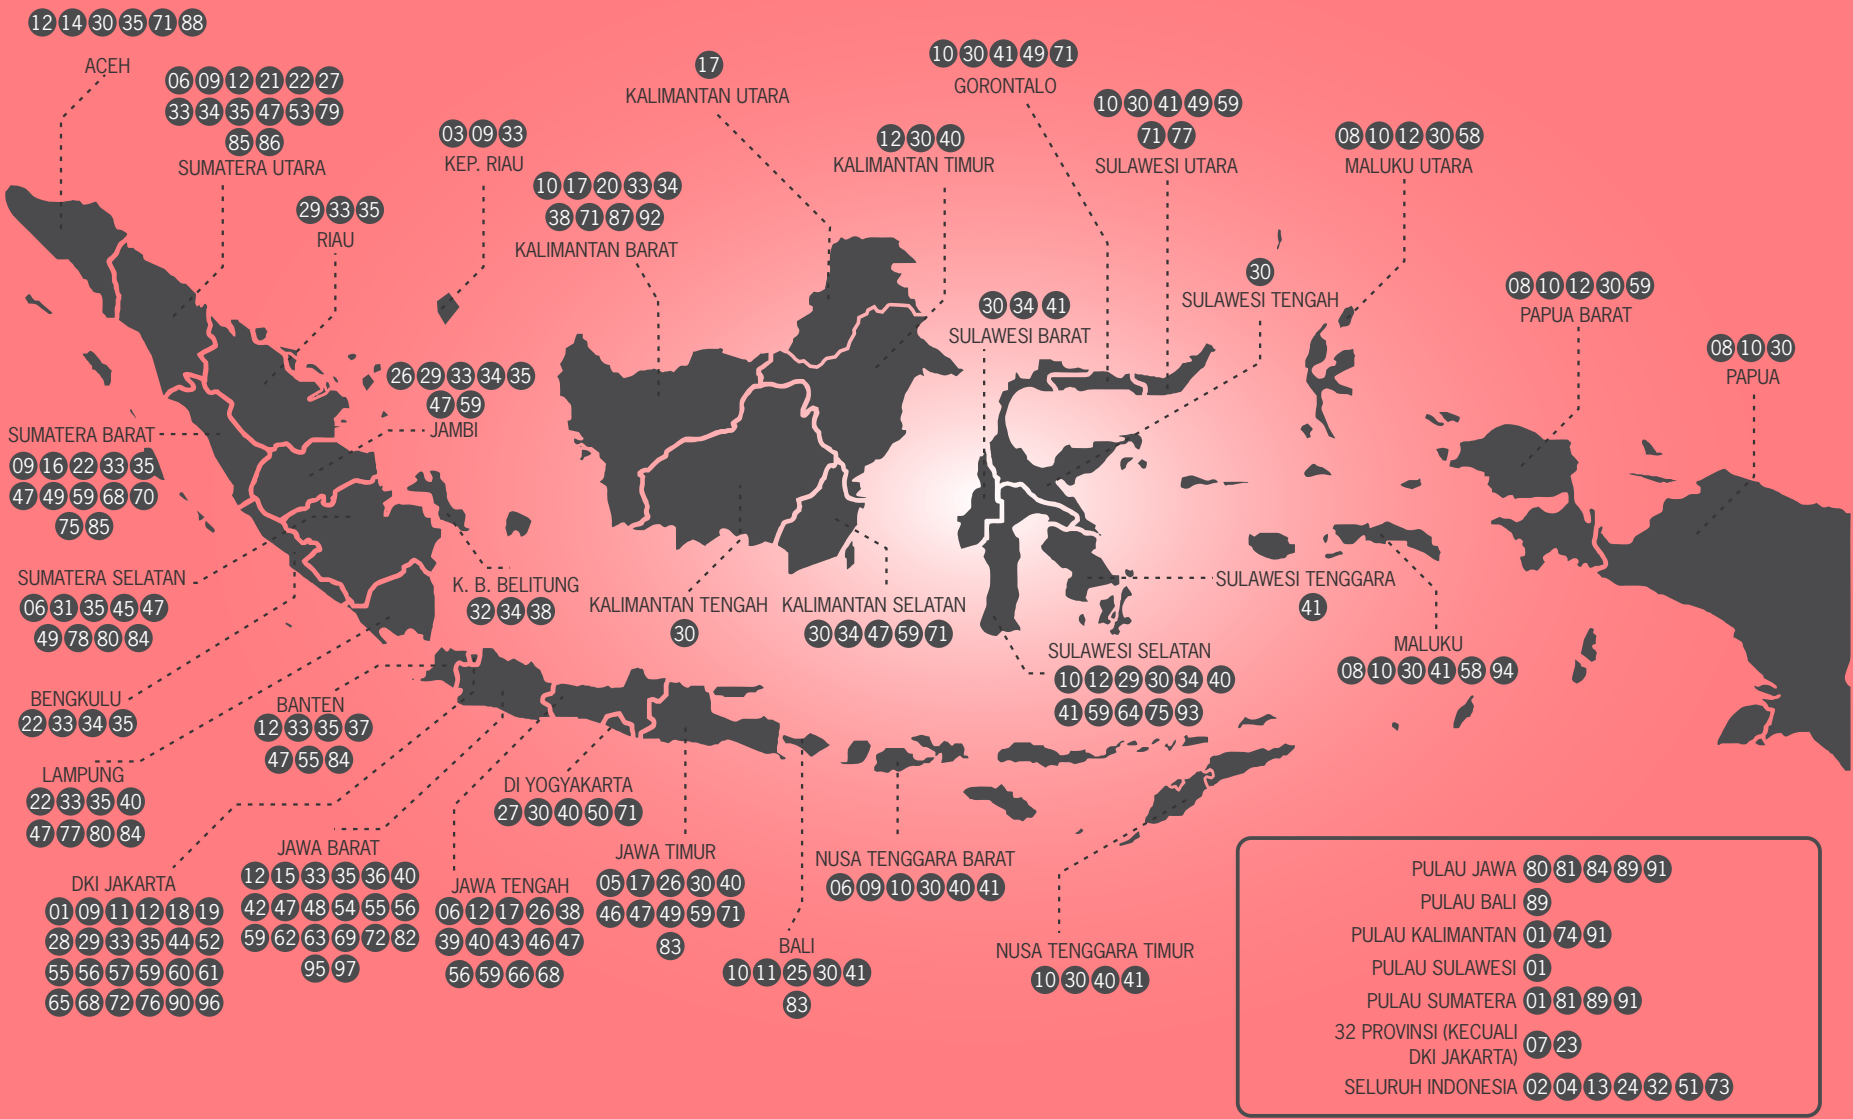 12 14 30 35 71 88
ACEH
06 09 12 21 22 27
33 34 35 47 53 79
85 86
SUMATERA UTARA
29 33 35
RIAU
03 09 33
KEP. RIAU
17
KALIMANTAN UTARA
10 17 20 33 34
38 71 87 92
KALIMANTAN BARAT
12 30 40
KALIMANTAN TIMUR
10 30 41 49 71
GORONTALO
10 30 41 49 59
71 77
SULAWESI UTARA
30
SULAWESI TENGAH
30 34 41
SULAWESI BARAT
08 10 12 30 58
MALUKU UTARA
08 10 12 30 59
PAPUA BARAT
08 10 30
PAPUA
26 29 33 34 35
47 59
JAMBI
SUMATERA BARAT
09 16 22 33 35
47 49 59 68 70
75 85
SUMATERA SELATAN
06 31 35 45 47
49 78 80 84
K. B. BELITUNG
32 34 38
KALIMANTAN TENGAH
30
KALIMANTAN SELATAN
30 34 47 59 71
SULAWESI TENGGARA
41
SULAWESI SELATAN
10 12 29 30 34 40
41 59 64 75 93
MALUKU
08 10 30 41 58 94
BENGKULU
22 33 34 35
BANTEN
12 33 35 37
47 55 84
LAMPUNG
22 33 35 40
47 77 80 84
DI YOGYAKARTA
27 30 40 50 71
DKI JAKARTA
01 09 11 12 18 19
28 29 33 35 44 52
55 56 57 59 60 61
65 68 72 76 90 96
JAWA BARAT
12 15 33 35 36 40
42 47 48 54 55 56
59 62 63 69 72 82
95 97
JAWA TENGAH
06 12 17 26 38
39 40 43 46 47
56 59 66 68
JAWA TIMUR
05 17 26 30 40
46 47 49 59 71
83
BALI
10 11 25 30 41
83
NUSA TENGGARA BARAT
06 09 10 30 40 41
NUSA TENGGARA TIMUR
10 30 40 41
PULAU JAWA 80 81 84 89 91
PULAU BALI 89
PULAU KALIMANTAN 01 74 91
PULAU SULAWESI 01
PULAU SUMATERA 01 81 89 91
32 PROVINSI (KECUALI
DKI JAKARTA) 07 23
SELURUH INDONESIA 02 04 13 24 32 51 73